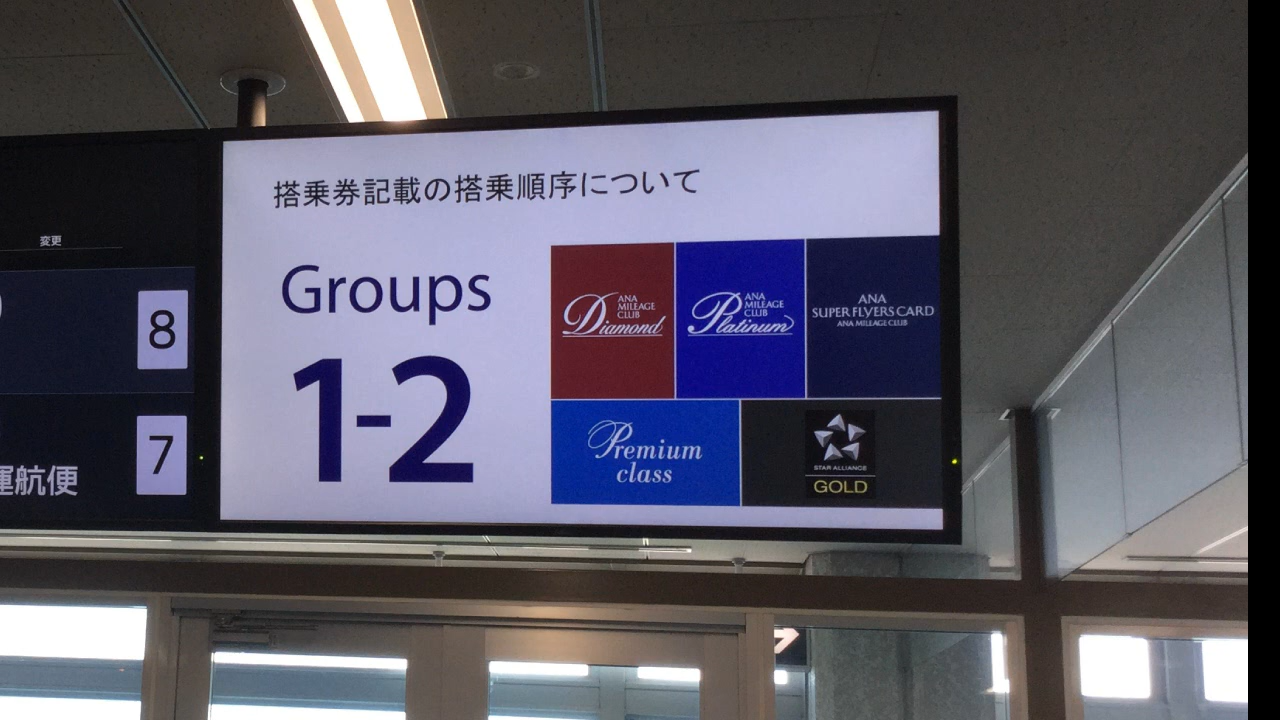 変更
8
7
運航便
搭乗券記載の搭乗順序について
Groups
1-2
ANA
MILEAGE
CLUB
Diamond
ANA
MILEAGE
CLUB
Platinum
ANA
SUPER FLYERS CARD
ANA MILEAGE CLUB
Premium
class
STAR ALLIANCE
GOLD